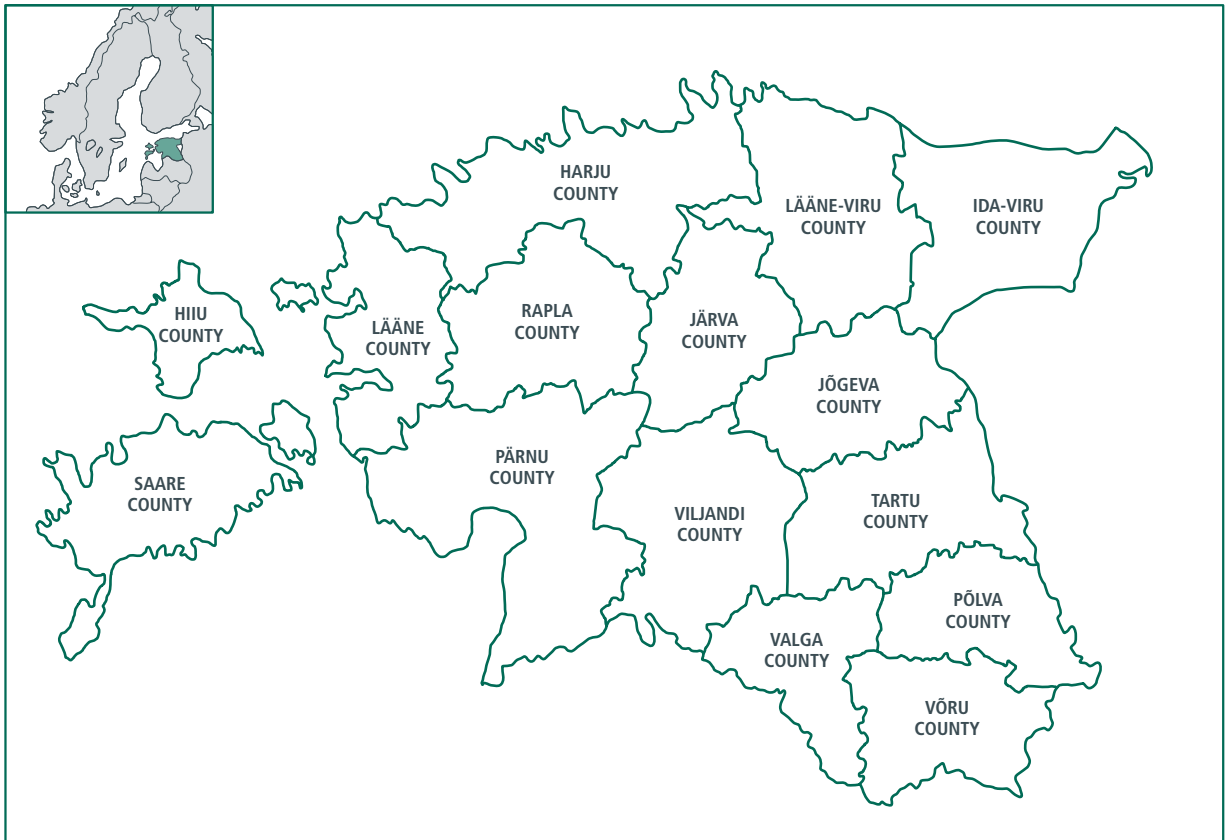 HARJU
COUNTY
LÄÄNE-VIRU
COUNTY
IDA-VIRU
COUNTY
HIIU
COUNTY
LÄÄNE
COUNTY
RAPLA
COUNTY
JÄRVA
COUNTY
JÕGEVA
COUNTY
SAARE
COUNTY
PÄRNU
COUNTY
VILJANDI
COUNTY
TARTU
COUNTY
PÕLVA
COUNTY
VALGA
COUNTY
VÕRU
COUNTY